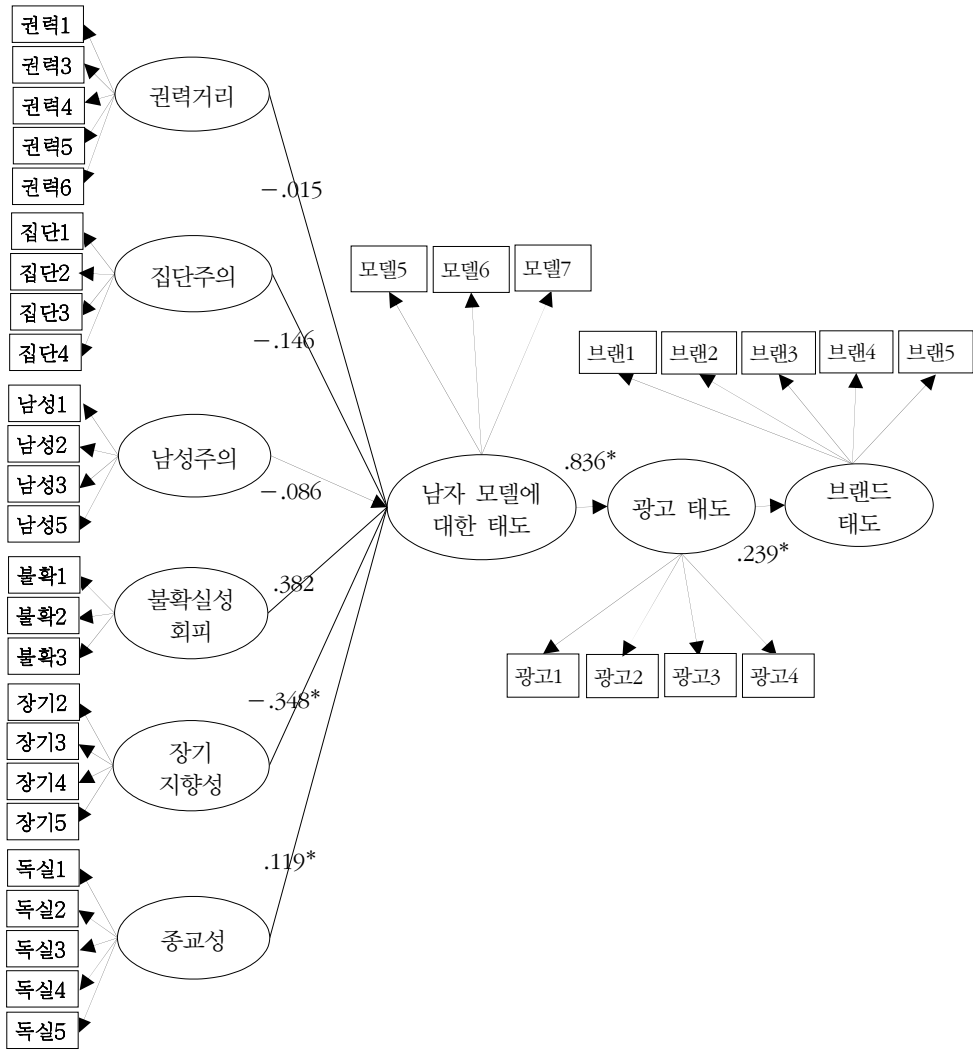 권력1
권력3
권력4
권력5
권력6
권력거리
−.015
집단1
집단2
집단3
집단4
집단주의
−.146
남성1
남성2
남성3
남성5
남성주의
−.086
불확1
불확2
불확3
불확실성
회피
.382
장기2
장기3
장기4
장기5
장기
지향성
−.348*
독실1
독실2
독실3
독실4
독실5
종교성
.119*
모델5
모델6
모델7
남자 모델에
대한 태도
.836*
광고 태도
광고1
광고2
광고3
광고4
.239*
브랜1
브랜2
브랜3
브랜4
브랜5
브랜드
태도